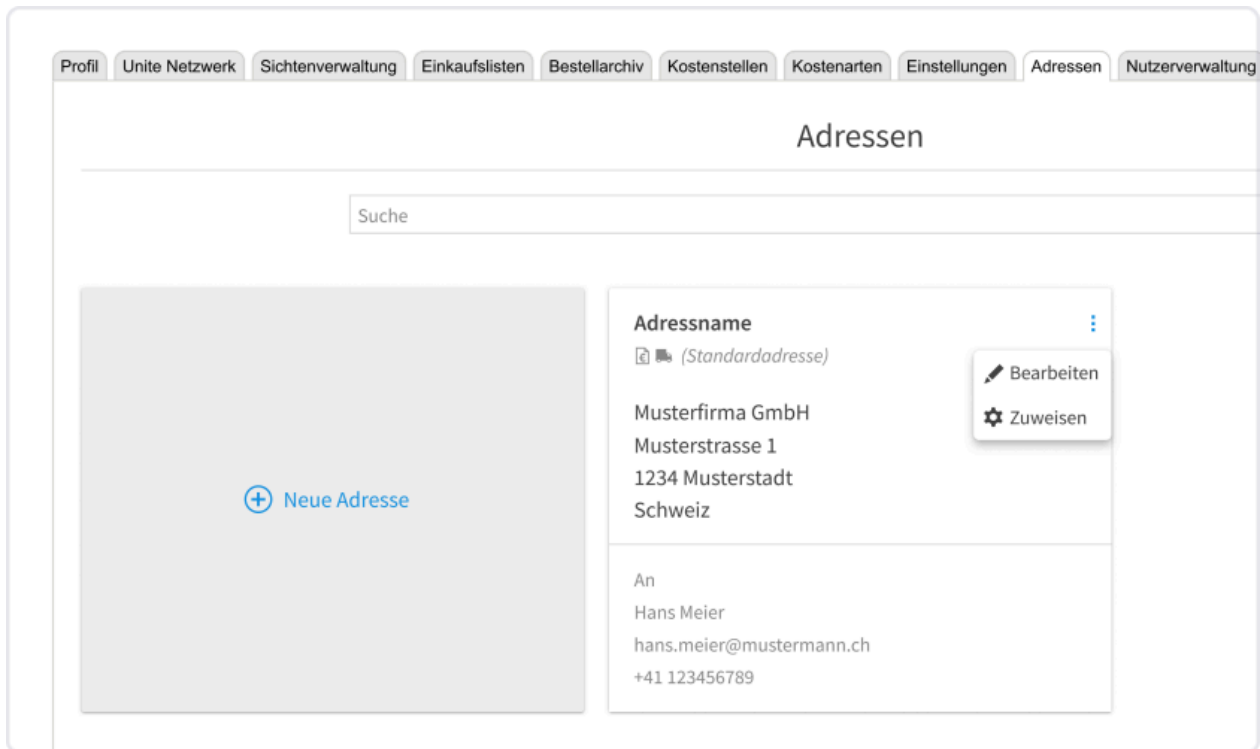 Profil Unite Netzwerk Sichtenverwaltung Einkaufslisten Bestellarchiv Kostenstellen Kostenarten Einstellungen Adressen Nutzerverwaltung
Adressen
Suche
Neue Adresse
Adressname
(Standardadresse)
Bearbeiten
Zuweisen
Musterfirma GmbH
Musterstrasse 1
1234 Musterstadt
Schweiz
An
Hans Meier
hans.meier@mustermann.ch
+41 123456789